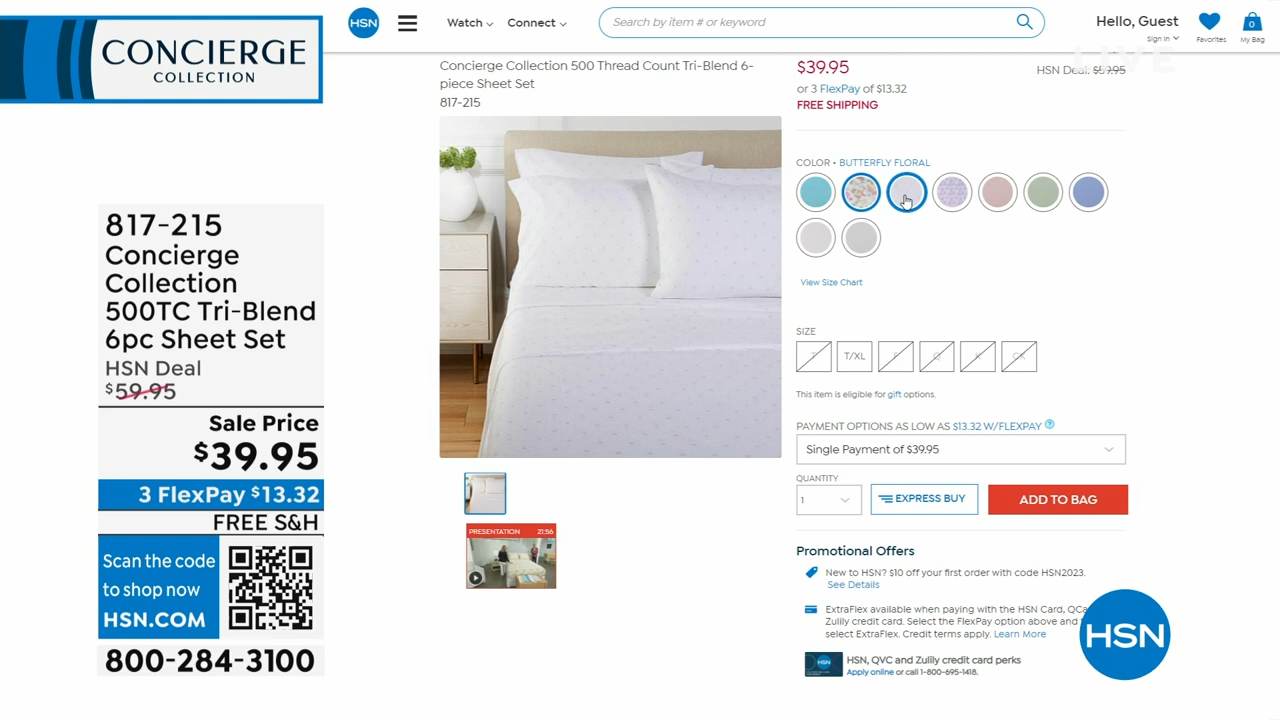 CONCIERGE
COLLECTION
HSN
Watch
Connect
Search by item # or keyword
Hello, Guest
Sign In
Favorites
0
My Bag
LIVE
Concierge Collection 500 Thread Count Tri-Blend 6-
piece Sheet Set
817-215
$39.95
HSN Deal: $59.95
or 3 FlexPay of $13.32
FREE SHIPPING
COLOR • BUTTERFLY FLORAL
View Size Chart
SIZE
T
T/XL
F
Q
K
CK
This item is eligible for gift options.
PAYMENT OPTIONS AS LOW AS $13.32 W/FLEXPAY
Single Payment of $39.95
QUANTITY
1
EXPRESS BUY
ADD TO BAG
PRESENTATION 21:56
Promotional Offers
New to HSN? $10 off your first order with code HSN2023.
See Details
ExtraFlex available when paying with the HSN Card, QCa
Zulily credit card. Select the FlexPay option above and
select ExtraFlex. Credit terms apply. Learn More
HSN
HSN, QVC and Zulily credit card perks
Apply online or call 1-800-695-1418.
HSN
817-215
Concierge
Collection
500TC Tri-Blend
6pc Sheet Set
HSN Deal
$59.95
Sale Price
$39.95
3 FlexPay $13.32
FREE S&H
Scan the code
to shop now
HSN.COM
800-284-3100